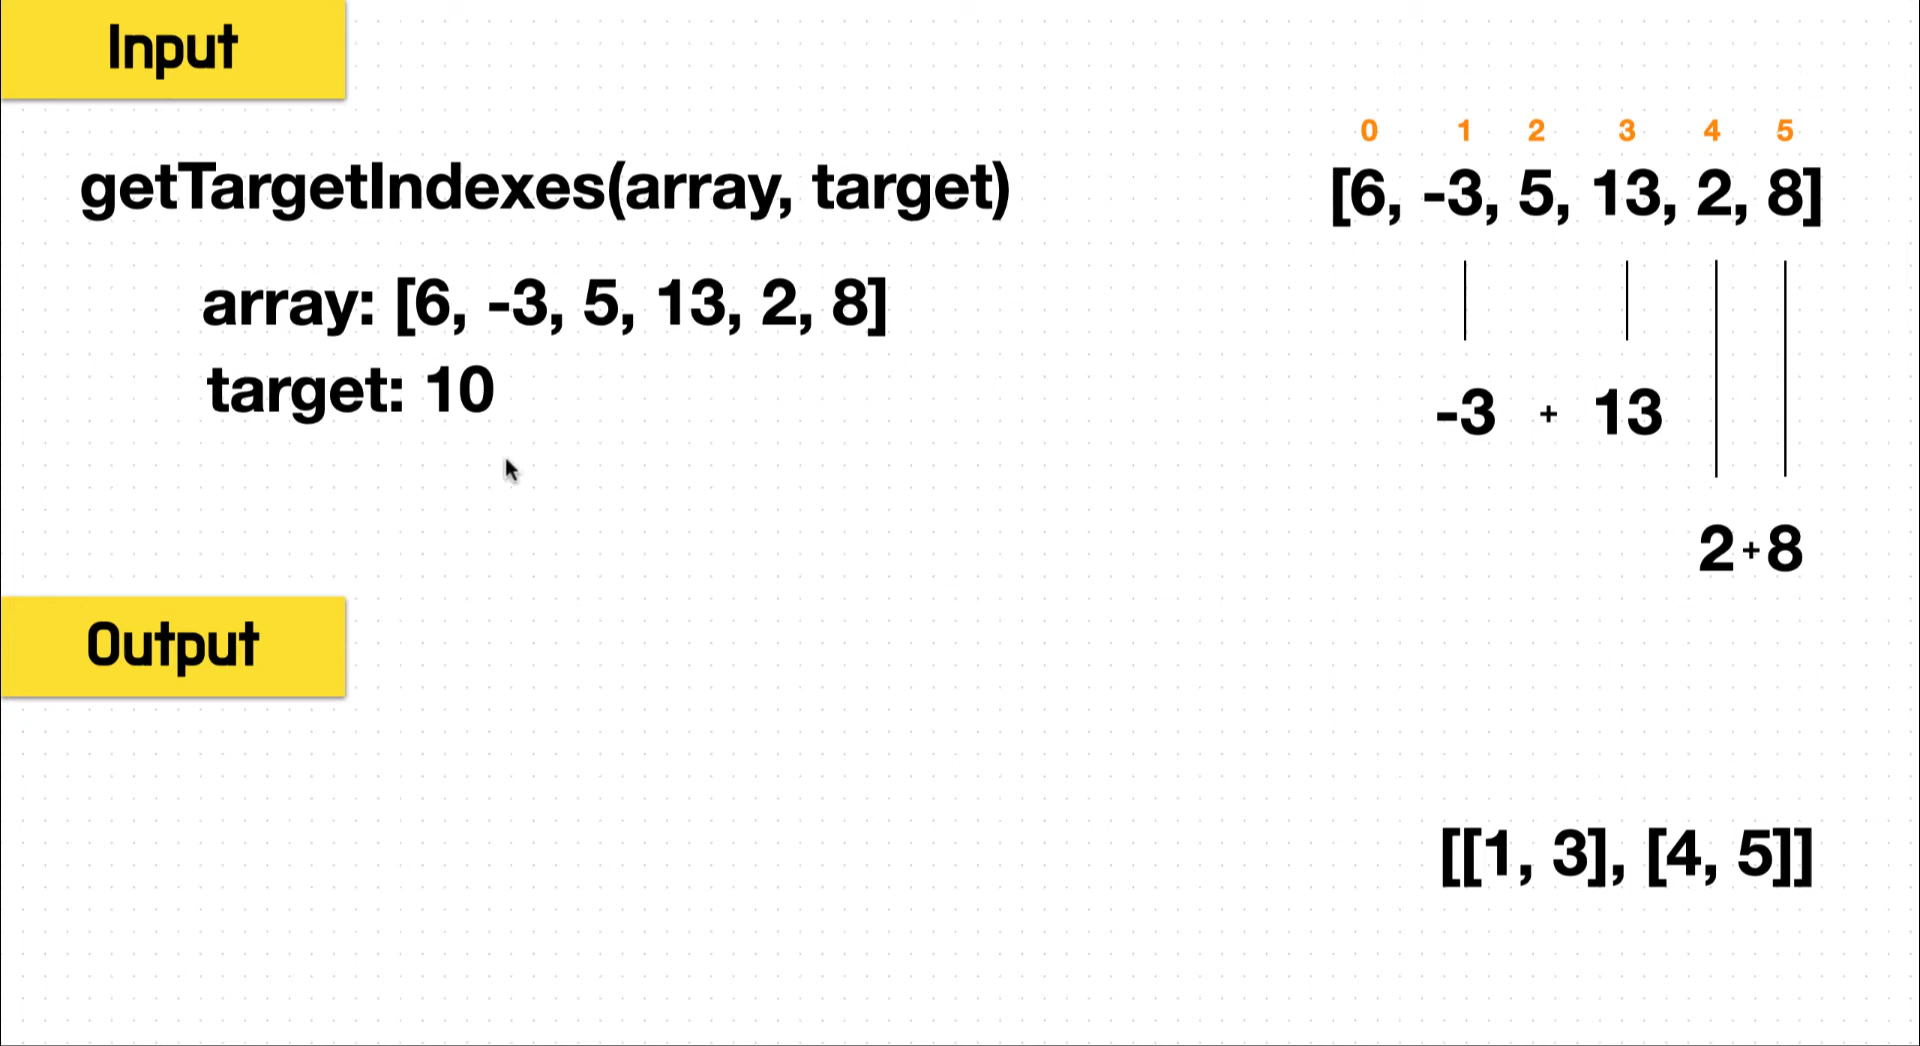 Input
getTargetIndexes(array, target)
array: [6, -3, 5, 13, 2, 8]
target: 10
0 1 2 3 4 5
[6, -3, 5, 13, 2, 8]
-3 + 13
2 + 8
Output
[[1, 3], [4, 5]]